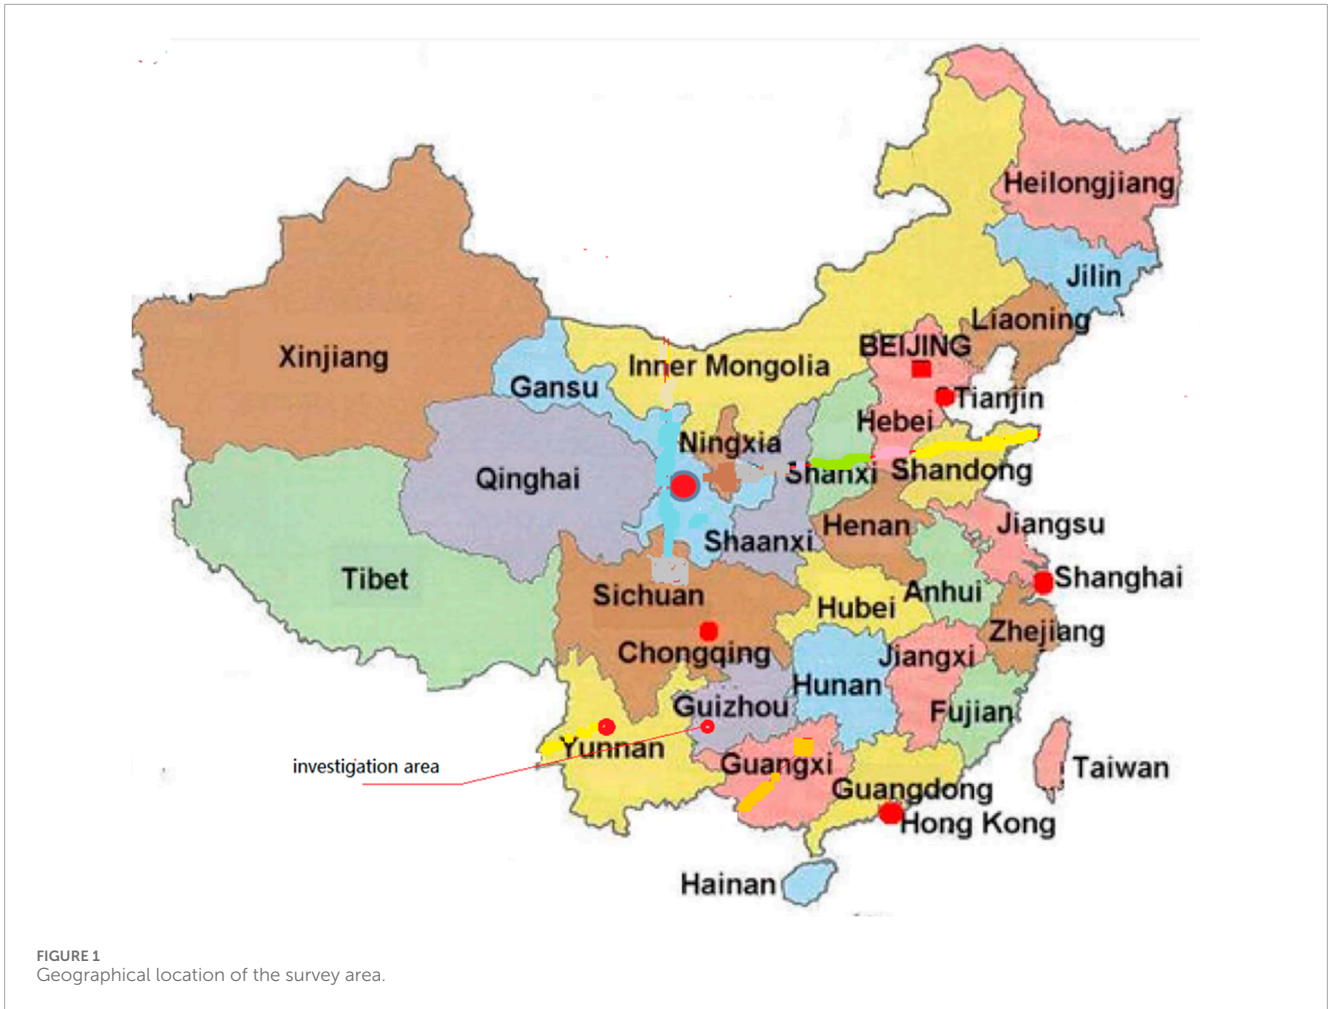 Heilongjiang
Jilin
Liaoning
Xinjiang
Inner Mongolia
BEIJING
Gansu
Tianjin
Hebei
Ningxia
Qinghai
Shanxi
Shandong
Jiangsu
Henan
Shaanxi
Tibet
Shanghai
Sichuan
Anhui
Hubei
Zhejiang
Chongqing
Jiangxi
Hunan
Guizhou
Fujian
Yunnan
investigation area
Guangxi
Taiwan
Guangdong
Hong Kong
Hainan
FIGURE 1
Geographical location of the survey area.